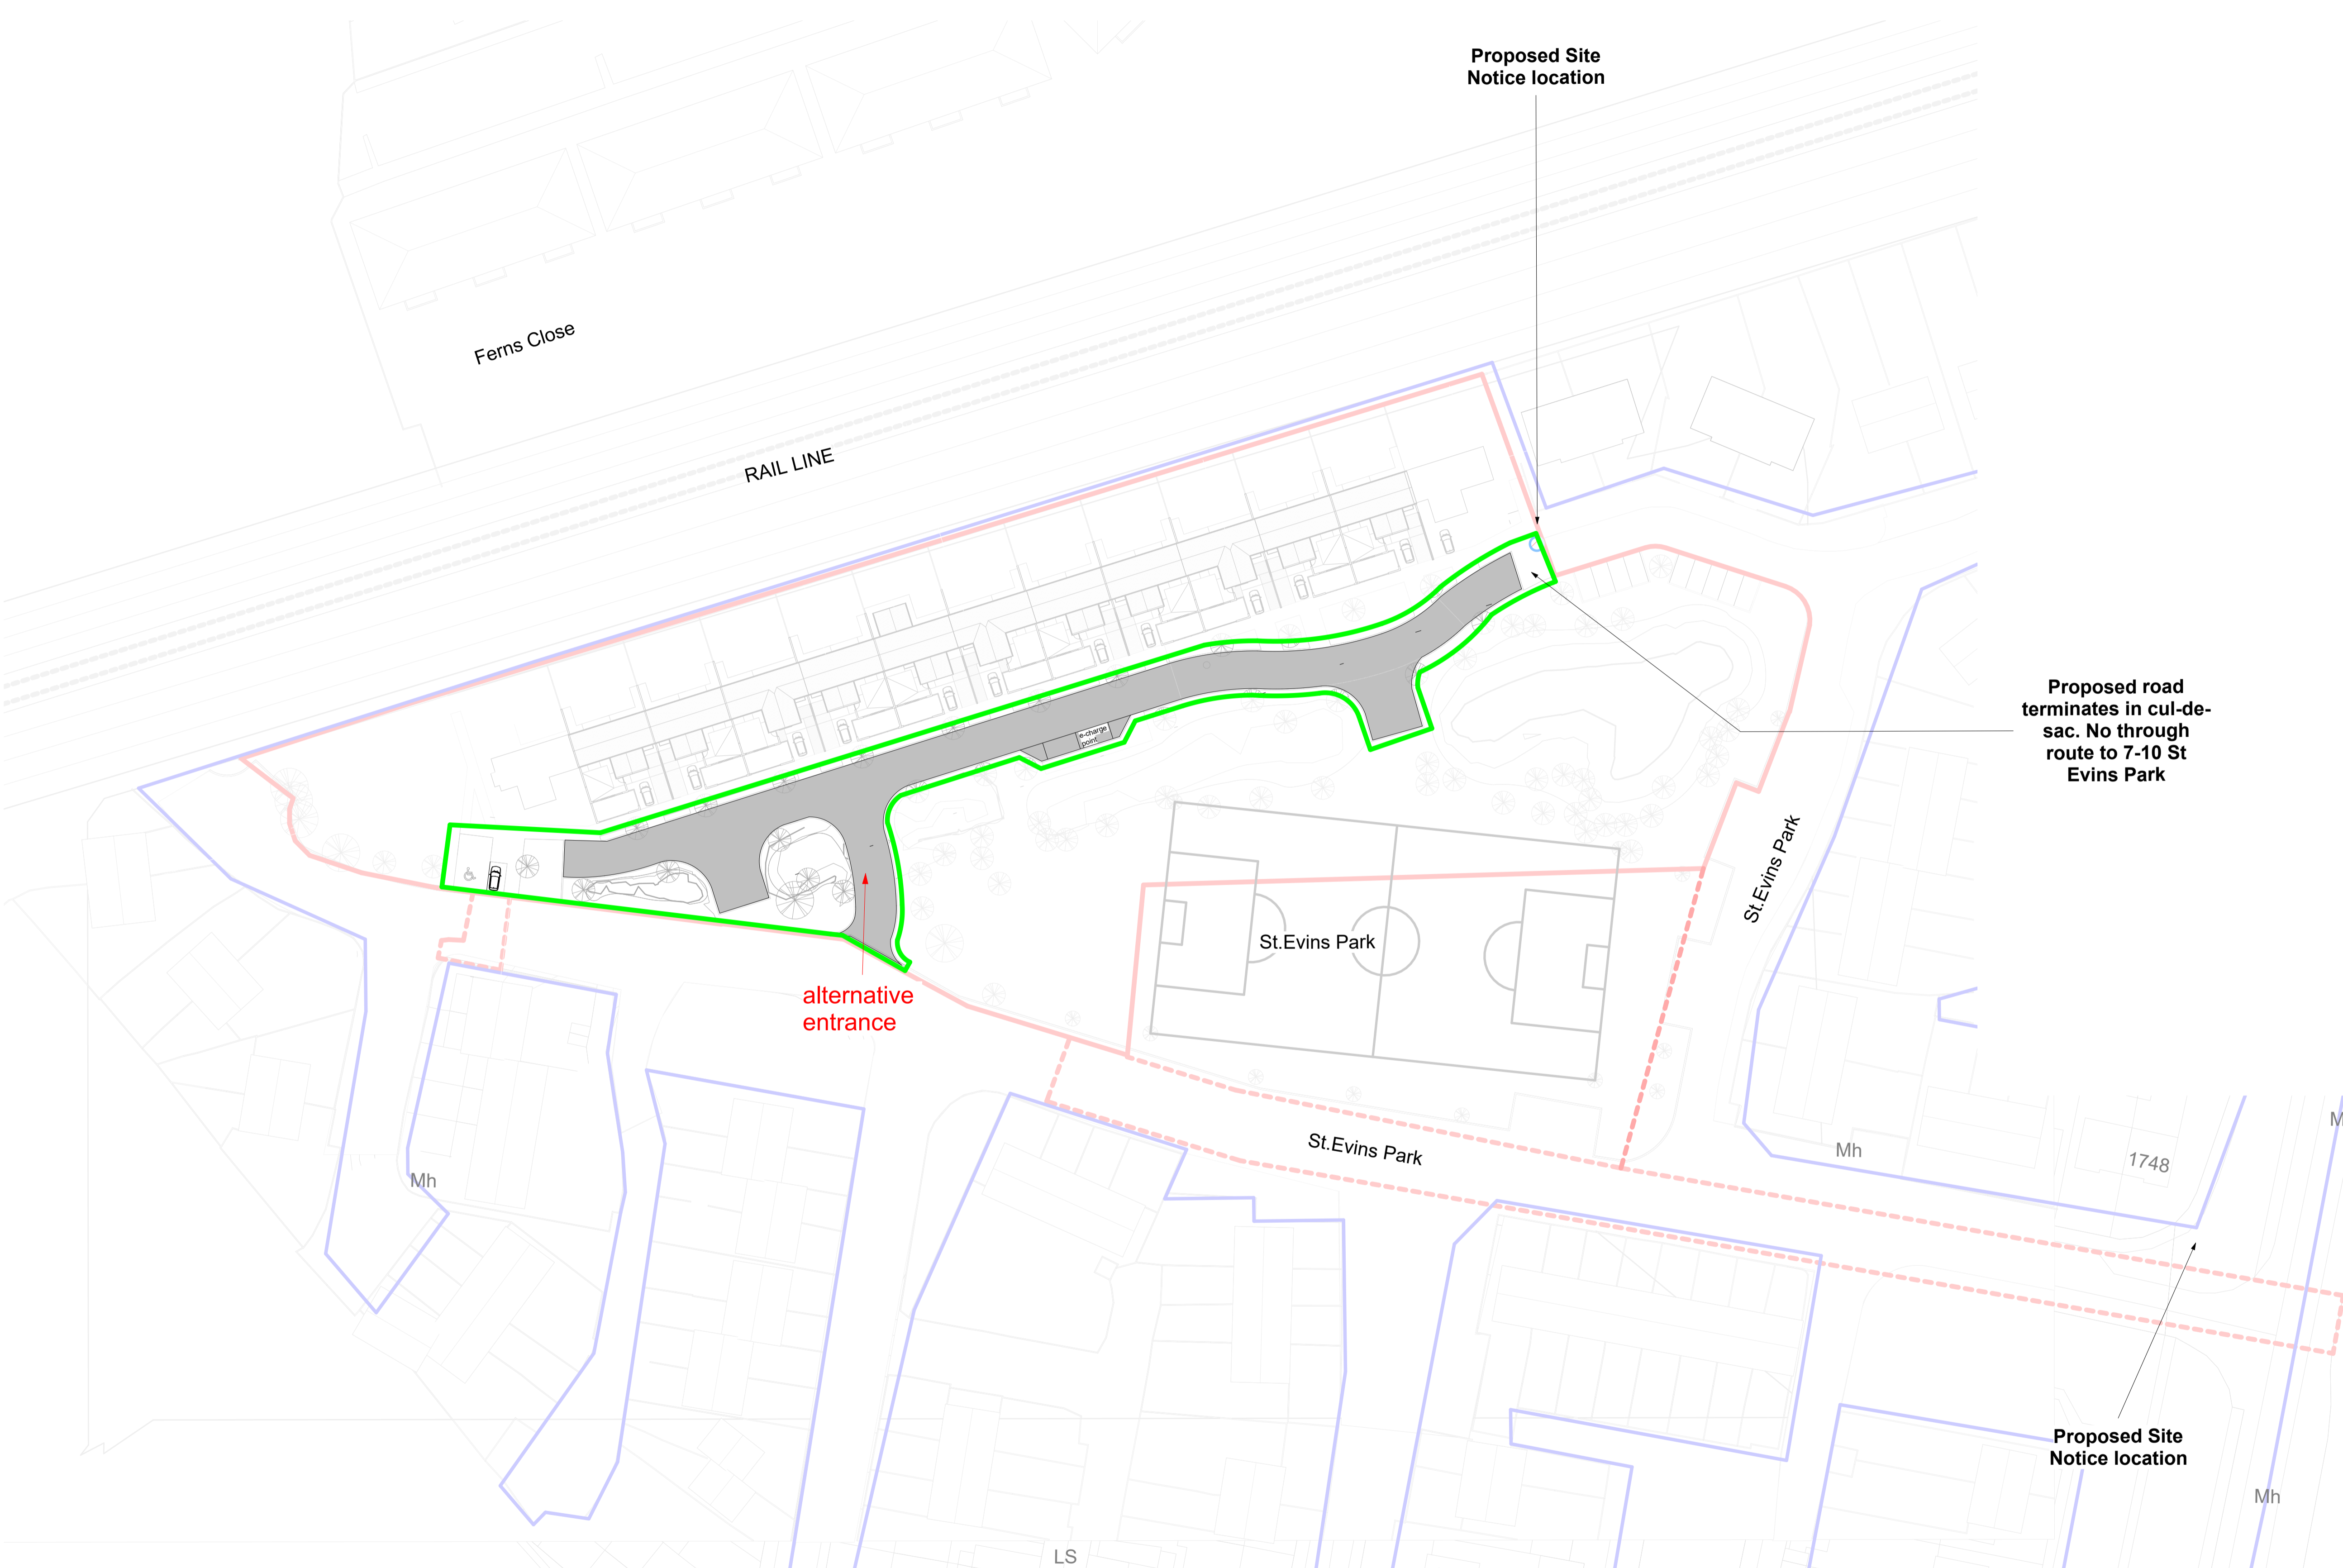 Proposed Site
Notice location
Ferns Close
RAIL LINE
e-charge
point
Proposed road
terminates in cul-de-
sac. No through
route to 7-10 St
Evins Park
St.Evins Park
St.Evins Park
alternative
entrance
St.Evins Park
Mh
Mh
1748
M
Proposed Site
Notice location
Mh
LS